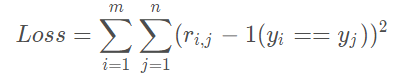 Loss = \sum_{i=1}^{m} \sum_{j=1}^{n} (r_{i,j} - 1(y_i == y_j))^2